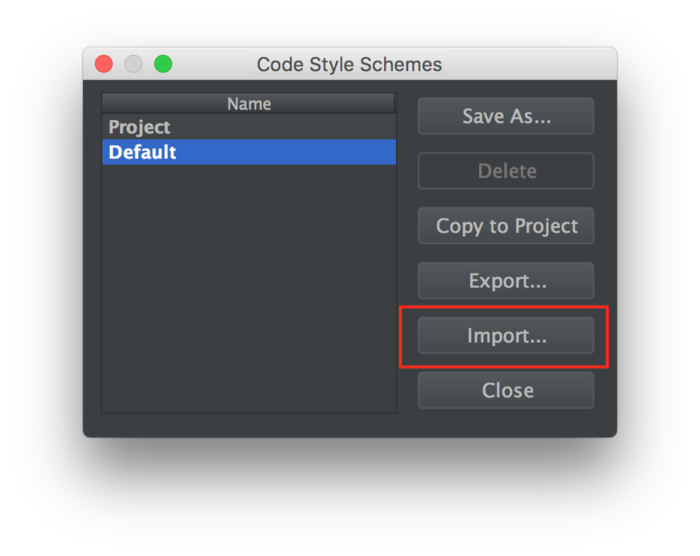 Code Style Schemes
Name
Project
Default
Save As...
Delete
Copy to Project
Export...
Import...
Close